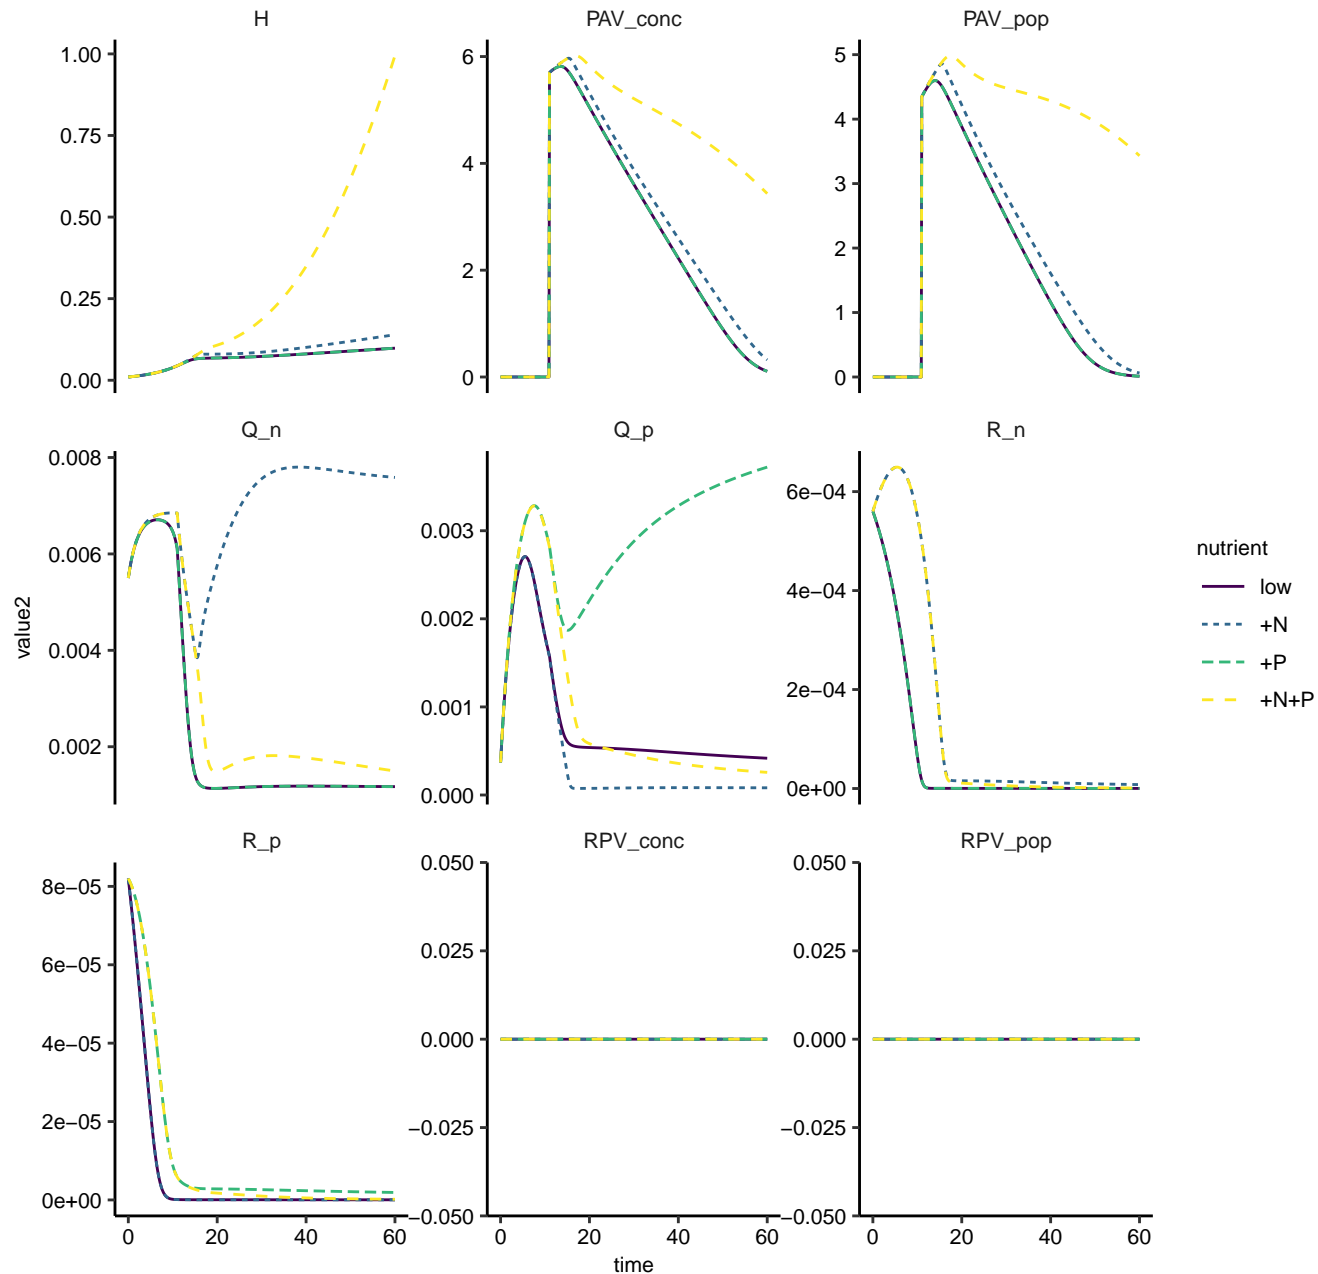 H
PAV_conc
PAV_pop
1.00
0.75
0.50
0.25
0.00
6
4
2
0
5
4
3
2
1
0
Q_n
Q_p
R_n
0.008
0.006
0.004
0.002
0.003
0.002
0.001
0.000
6e−04
4e−04
2e−04
0e+00
R_p
RPV_conc
RPV_pop
8e−05
6e−05
4e−05
2e−05
0e+00
0.050
0.025
0.000
−0.025
−0.050
0.050
0.025
0.000
−0.025
−0.050
0 20 40 60
0 20 40 60
0 20 40 60
time
value2
nutrient
low
+N
+P
+N+P